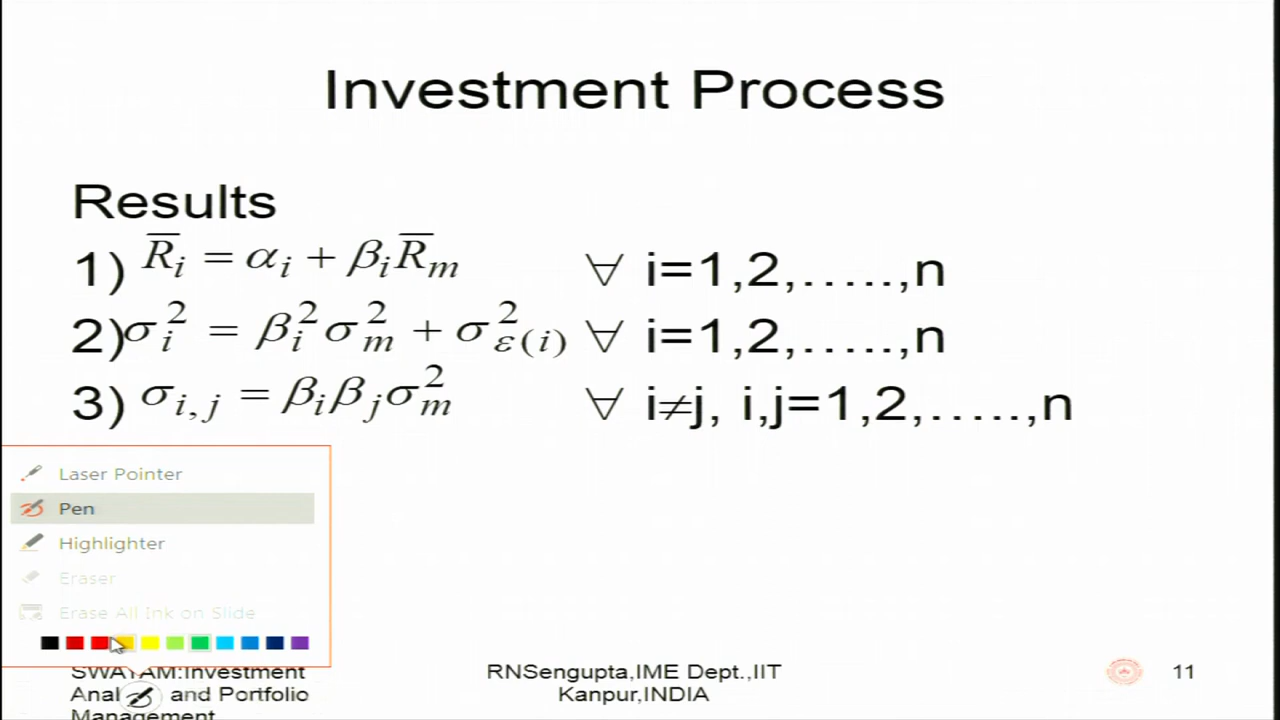 Investment Process
Results
1) R̅ᵢ = αᵢ + βᵢR̅ₘ ∀ i=1,2,.....,n
2) σᵢ² = βᵢ²σₘ² + σ²_ε(i) ∀ i=1,2,.....,n
3) σᵢ,ⱼ = βᵢβⱼσₘ² ∀ i≠j, i,j=1,2,.....,n
Laser Pointer
Pen
Highlighter
Eraser
Erase All Ink on Slide
SWAYAM:Investment
and Portfolio
Management
RNSengupta,IME Dept.,IIT
Kanpur,INDIA
11